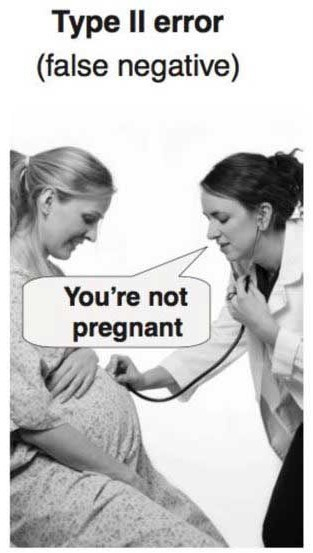 Type II error
(false negative)
You're not
pregnant